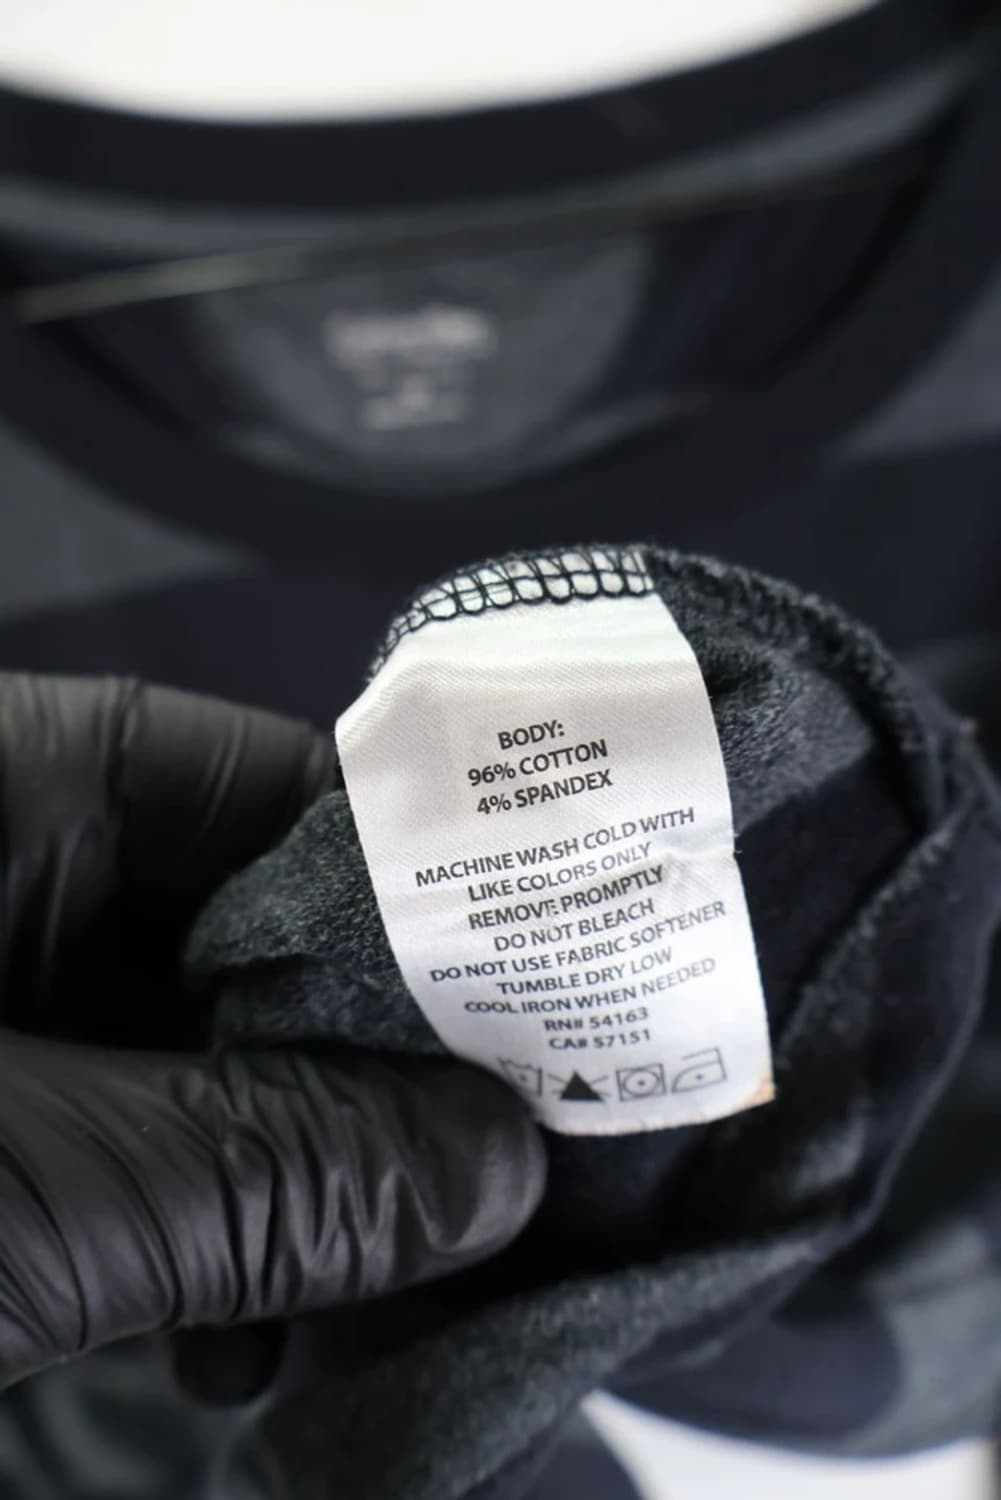 BODY:
96% COTTON
4% SPANDEX
MACHINE WASH COLD WITH
LIKE COLORS ONLY
REMOVE PROMPTLY
DO NOT BLEACH
DO NOT USE FABRIC SOFTENER
TUMBLE DRY LOW
COOL IRON WHEN NEEDED
RN# 54163
CA# 57151